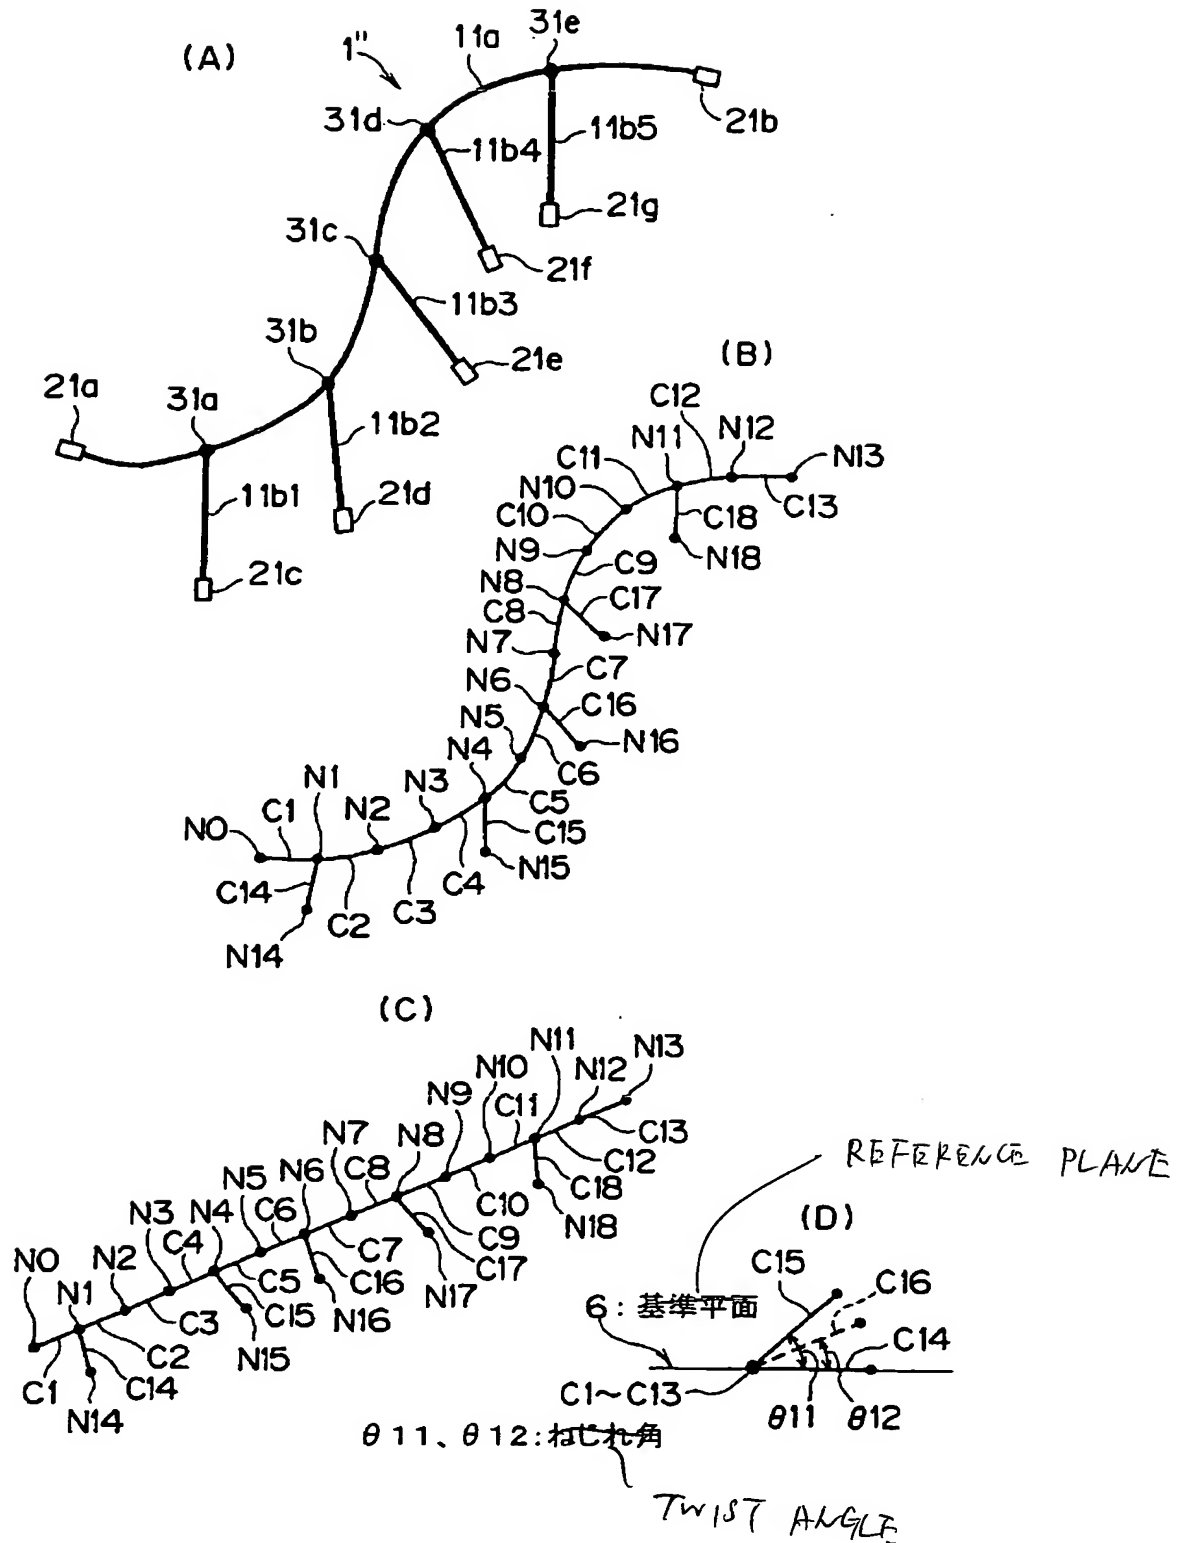 (A)
1"
11a
31e
21b
31d
11b4
11b5
21g
31c
21f
11b3
31b
21e
21a
31a
11b2
21d
11b1
21c
(B)
C12
N11
N12
N13
C11
N10
C13
C10
C18
N9
N18
C9
N8
C17
C8
N17
N7
C7
N6
C16
N5
N16
N4
C6
N3
C5
N1
N2
C1
C15
N0
N15
C4
C14
C3
C2
N14
(C)
N11
N13
N10
N12
N9
C11
N8
C13
N7
C12
C8
C18
N6
C10
N5
N18
C6
C9
N4
N3
C7
C17
C4
N17
N2
C16
N0
C5
N16
N1
C15
C3
N15
C2
C1
C14
N14
REFERENCE PLANE
(D)
C15
C16
6:基準平面
C14
C1~C13
θ11
θ12
θ11、θ12:ねじれ角
TWIST ANGLE